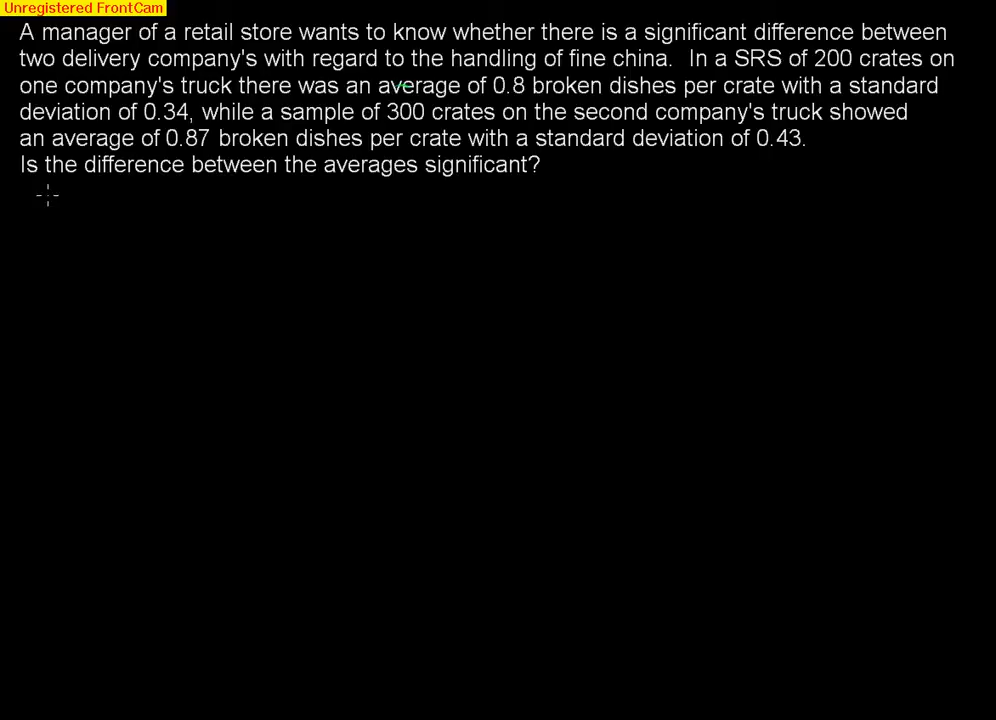 Unregistered FrontCam
A manager of a retail store wants to know whether there is a significant difference between
two delivery company's with regard to the handling of fine china.  In a SRS of 200 crates on
one company's truck there was an average of 0.8 broken dishes per crate with a standard
deviation of 0.34, while a sample of 300 crates on the second company's truck showed
an average of 0.87 broken dishes per crate with a standard deviation of 0.43.
Is the difference between the averages significant?